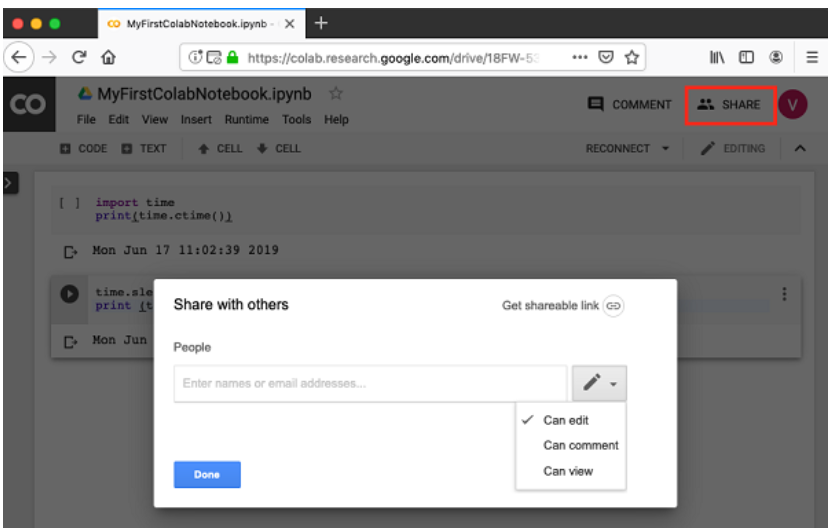 MyFirstColabNotebook.ipynb -
https://colab.research.google.com/drive/18FW-53
CO MyFirstColabNotebook.ipynb
COMMENT SHARE V
File Edit View Insert Runtime Tools Help
CODE TEXT CELL CELL RECONNECT EDITING
[ ] import time
print(time.ctime())
Mon Jun 17 11:02:39 2019
time.sle
print (t
Mon Jun
Share with others Get shareable link
People
Enter names or email addresses...
Can edit
Can comment
Can view
Done